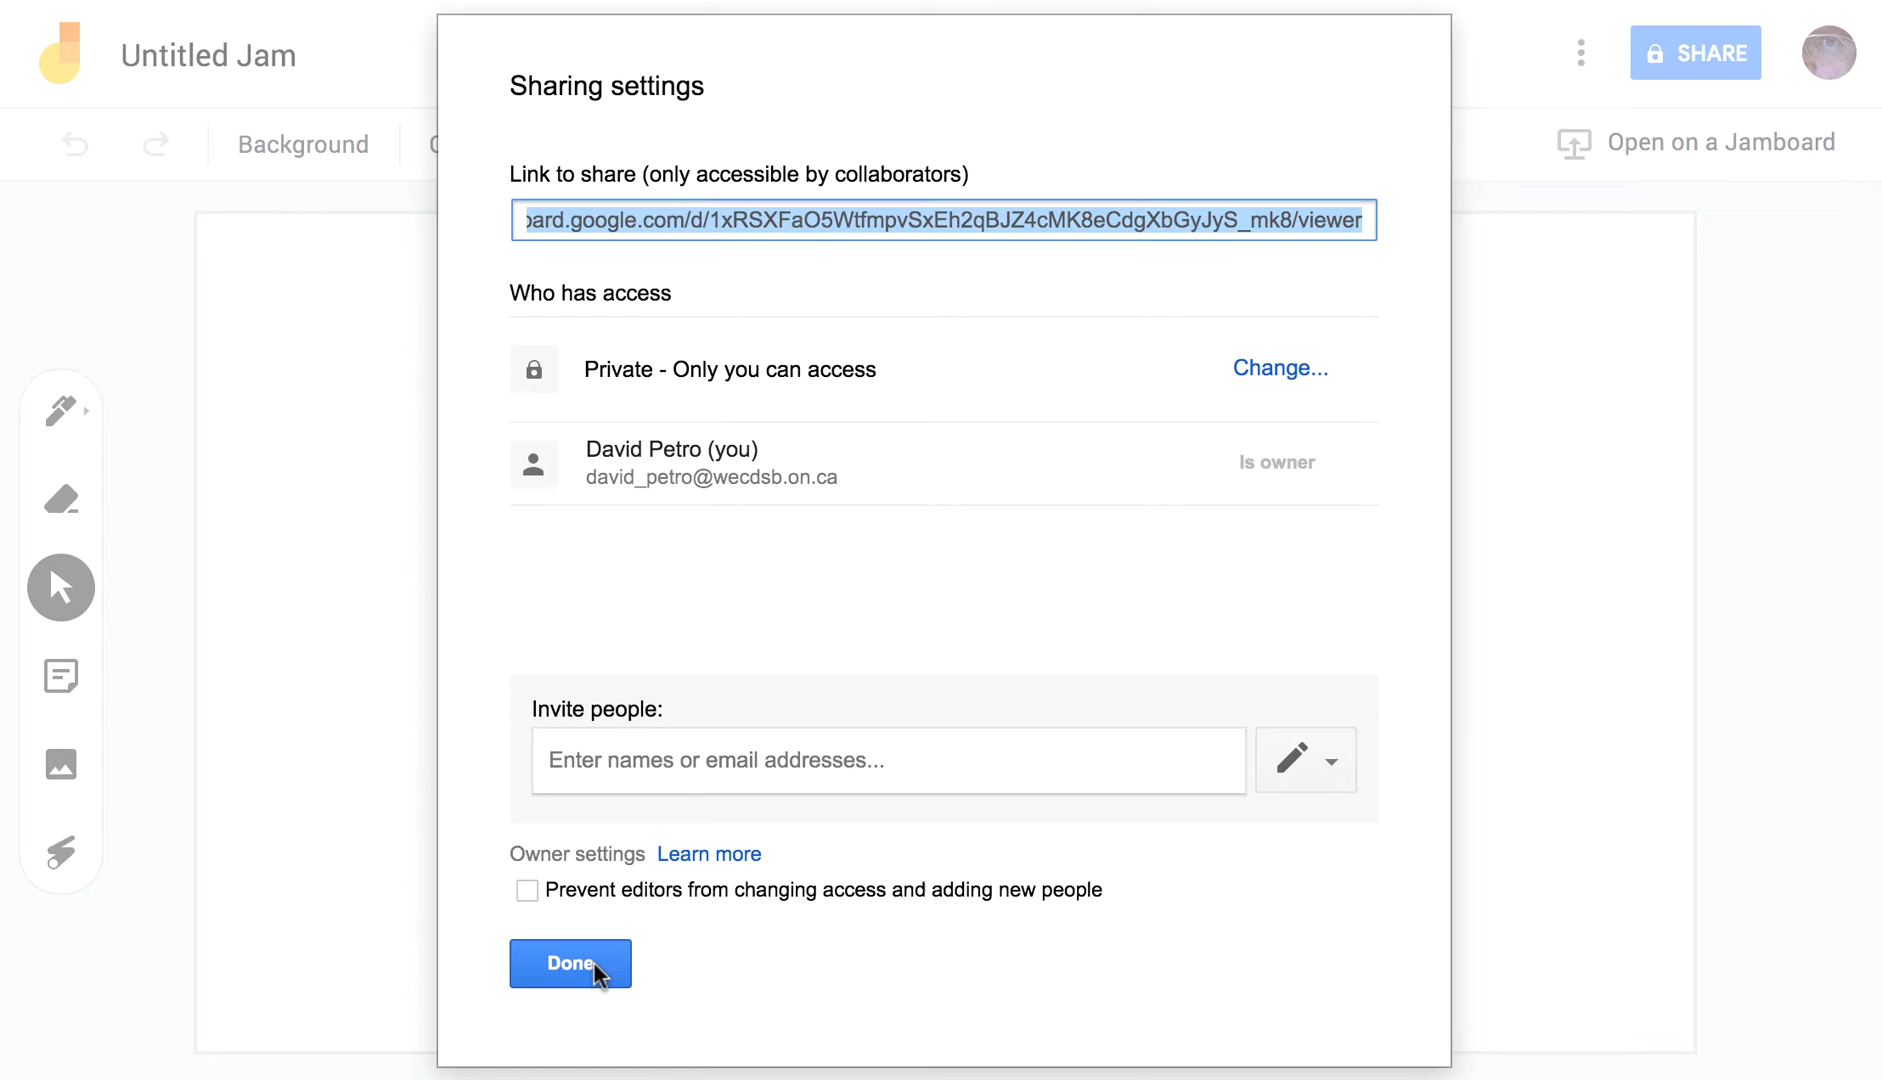 Untitled Jam
SHARE
Background
Open on a Jamboard
Sharing settings
Link to share (only accessible by collaborators)
oard.google.com/d/1xRSXFaO5WtfmpvSxEh2qBJZ4cMK8eCdgXbGyJyS_mk8/viewer
Who has access
Private - Only you can access
Change...
David Petro (you)
david_petro@wecdsb.on.ca
Is owner
Invite people:
Enter names or email addresses...
Owner settings Learn more
Prevent editors from changing access and adding new people
Done